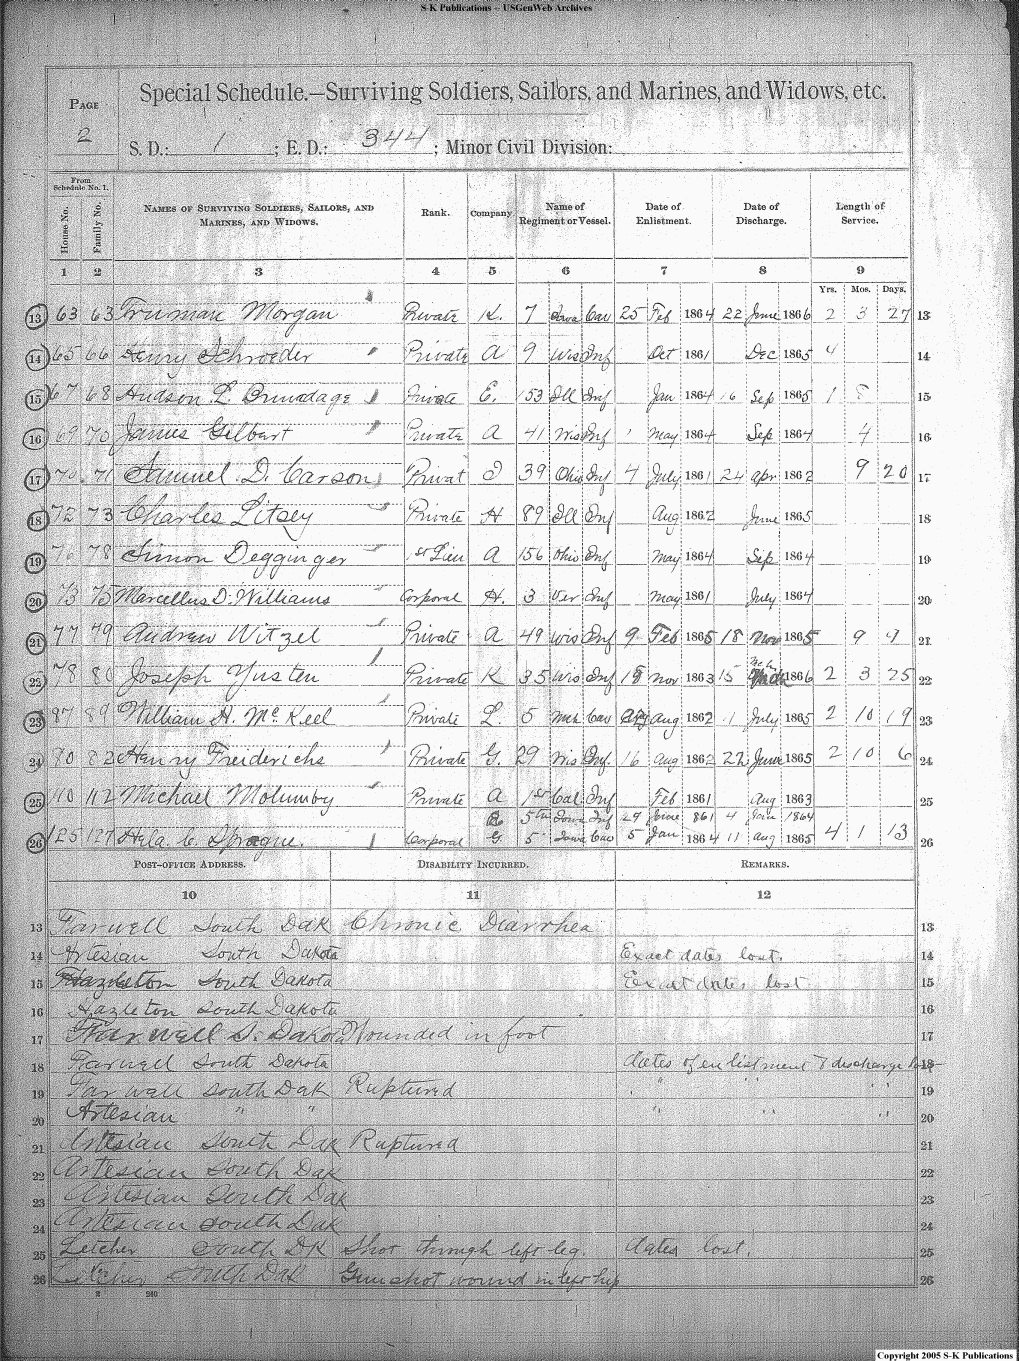 S-K Publications -- USGenWeb Archives
PAGE
2
Special Schedule.—Surviving Soldiers, Sailors, and Marines, and Widows, etc.
S. D.: 1 ; E. D.: 344 ; Minor Civil Division:
From Schedule No. 1.
House No. Family No. NAMES OF SURVIVING SOLDIERS, SAILORS, AND MARINES, AND WIDOWS. Rank. Company. Name of Regiment or Vessel. Date of Enlistment. Date of Discharge. Length of Service.
1 2 3 4 5 6 7 8 9
Yrs. Mos. Days.
13 63 63 Truman Morgan Private K. 7 Iowa Cav 25 Feb 1864 22 June 1866 2 3 27 13
14 65 66 Henry Schroeder Private A 9 Wis Inf Oct 1861 Dec 1865 4 14
15 67 68 Hudson L. Brundage Private E. 153 Ill Inf Jan 1864 16 Sep 1865 1 8 15
16 69 70 James Gilbert Private A 41 Wis Inf May 1864 Sep 1864 4 16
17 70 71 Samuel D. Carson Privat I 39 Ohio Inf 4 July 1861 24 Apr 1862 9 20 17
18 72 73 Charles Litsey Private H 89 Ill Inf Aug 1862 June 1865 18
19 76 78 Simon Degginger 1st Lieu A 156 Ohio Inf May 1864 Sep 1864 19
20 73 75 Marcellus D. Williams Corporal H. 3 Ver Inf May 1861 July 1864 20
21 77 79 Andrew Witzel Private A 49 Wis Inf 9 Feb 1865 18 Nov 1865 9 9 21
22 78 80 Joseph Yusten Private K 35 Wis Inf 18 Nov 1863 15 Mch 1866 2 3 25 22
23 87 89 William H. McKeel Private L. 5 Mch Cav Aug 1862 1 July 1865 2 10 19 23
24 80 82 Henry Freiderichs Private G. 29 Wis Inf. 16 Aug 1862 22 June 1865 2 10 6 24
25 110 112 Michael Molumby Private A 1st Cal Inf Feb 1861 Aug 1863 25
E 5th Iowa Inf 24 June 1861 4 Jan 1864
26 125 127 Hila. C. Sprague. Corporal G. 5 Iowa Cav 5 Jan 1864 11 Aug 1865 4 1 13 26
POST-OFFICE ADDRESS. DISABILITY INCURRED. REMARKS.
10 11 12
13 Farwell South Dak Chronic Diarrhea 13
14 Artesian South Dakota Exact dates lost. 14
15 Hazleton South Dakota Exact dates lost 15
16 Hazleton South Dakota 16
17 Farwell S. Dakota Wounded in foot 17
18 Farwell South Dakota dates of enlistment & discharge lost 18
19 Farwell South Dak Ruptured " " " 19
20 Artesian " " " " " 20
21 Artesian South Dak Ruptured 21
22 Artesian South Dak 22
23 Artesian South Dak 23
24 Artesian South Dak 24
25 Letcher South DK Shot through left leg. dates lost. 25
26 Letcher South Dak Gunshot wound in left hip 26
Copyright 2005 S-K Publications